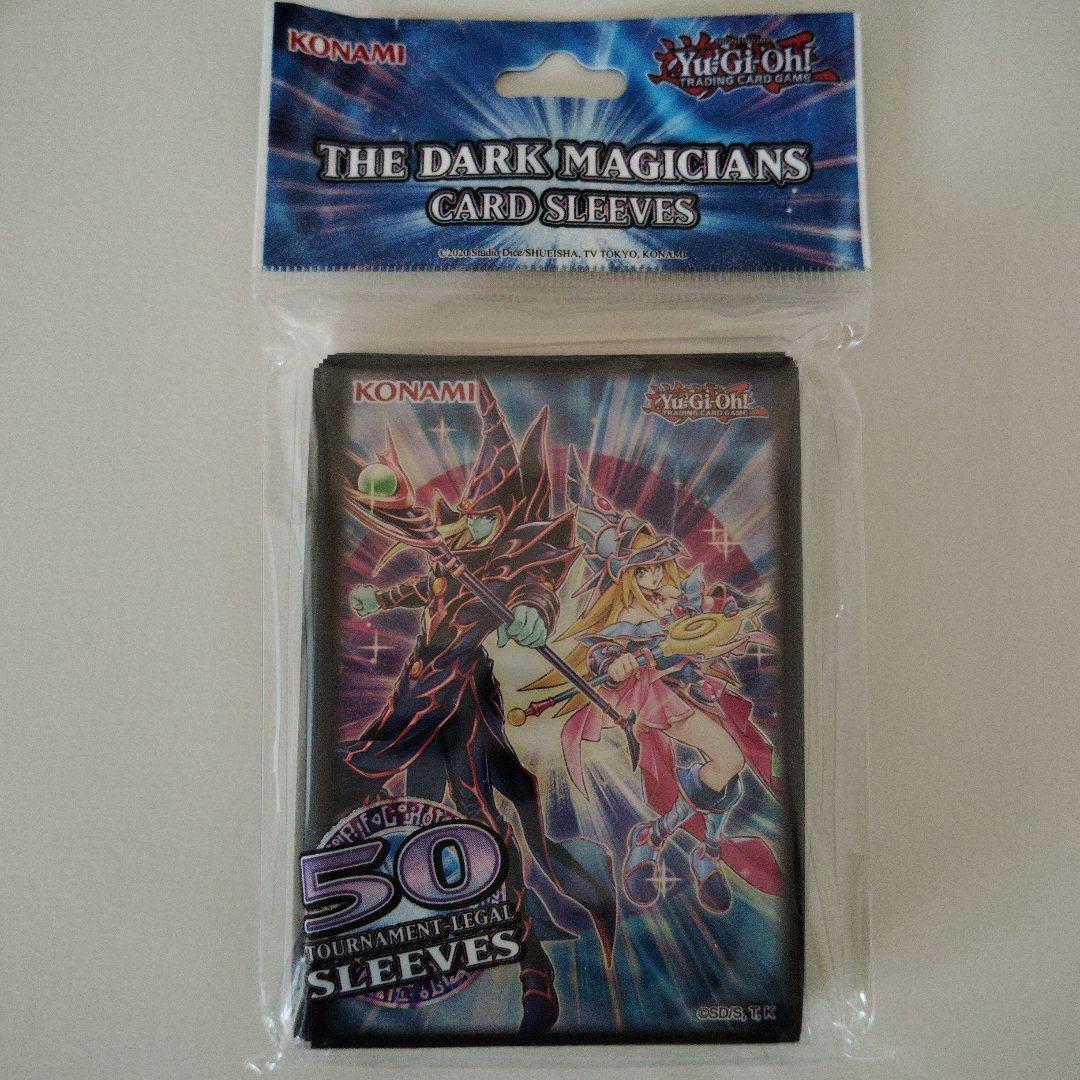 KONAMI
Yu-Gi-Oh!
TRADING CARD GAME
THE DARK MAGICIANS
CARD SLEEVES
©2020 Studio Dice/SHUEISHA, TV TOKYO, KONAMI
KONAMI
Yu-Gi-Oh!
TRADING CARD GAME
50
TOURNAMENT-LEGAL
SLEEVES
©SD/S, T, K